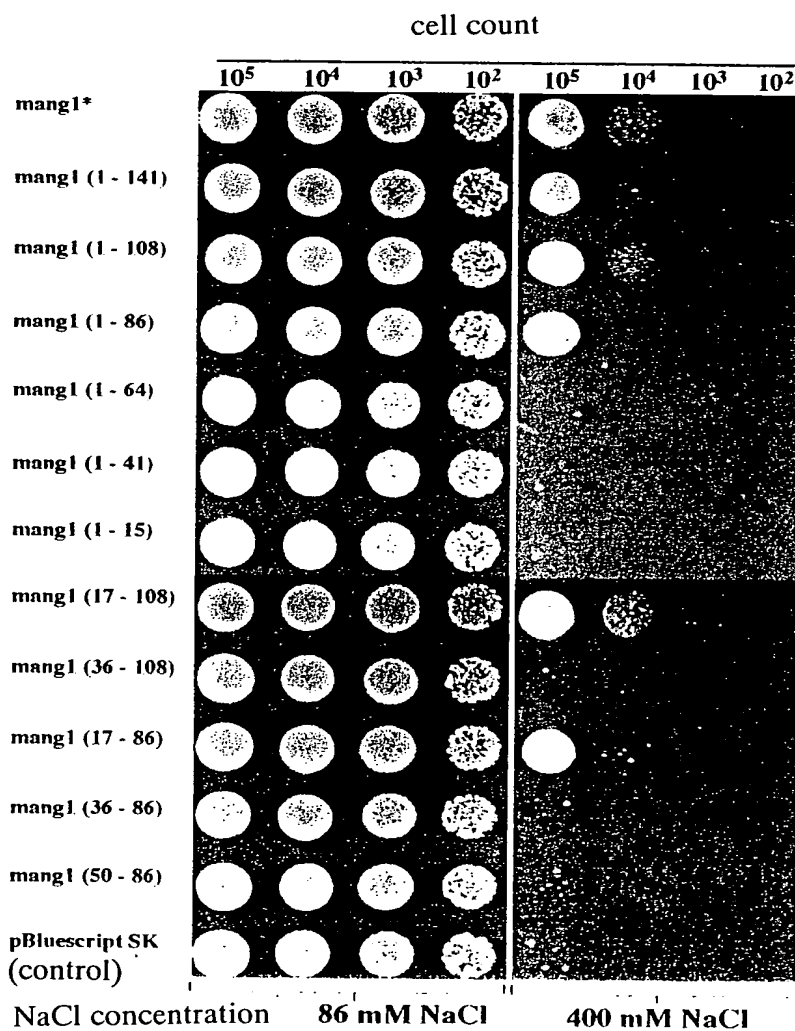 cell count
10⁵ 10⁴ 10³ 10² 10⁵ 10⁴ 10³ 10²
mang1*
mang1 (1 - 141)
mang1 (1 - 108)
mang1 (1 - 86)
mang1 (1 - 64)
mang1 (1 - 41)
mang1 (1 - 15)
mang1 (17 - 108)
mang1 (36 - 108)
mang1 (17 - 86)
mang1 (36 - 86)
mang1 (50 - 86)
pBluescript SK
(control)
NaCl concentration 86 mM NaCl 400 mM NaCl